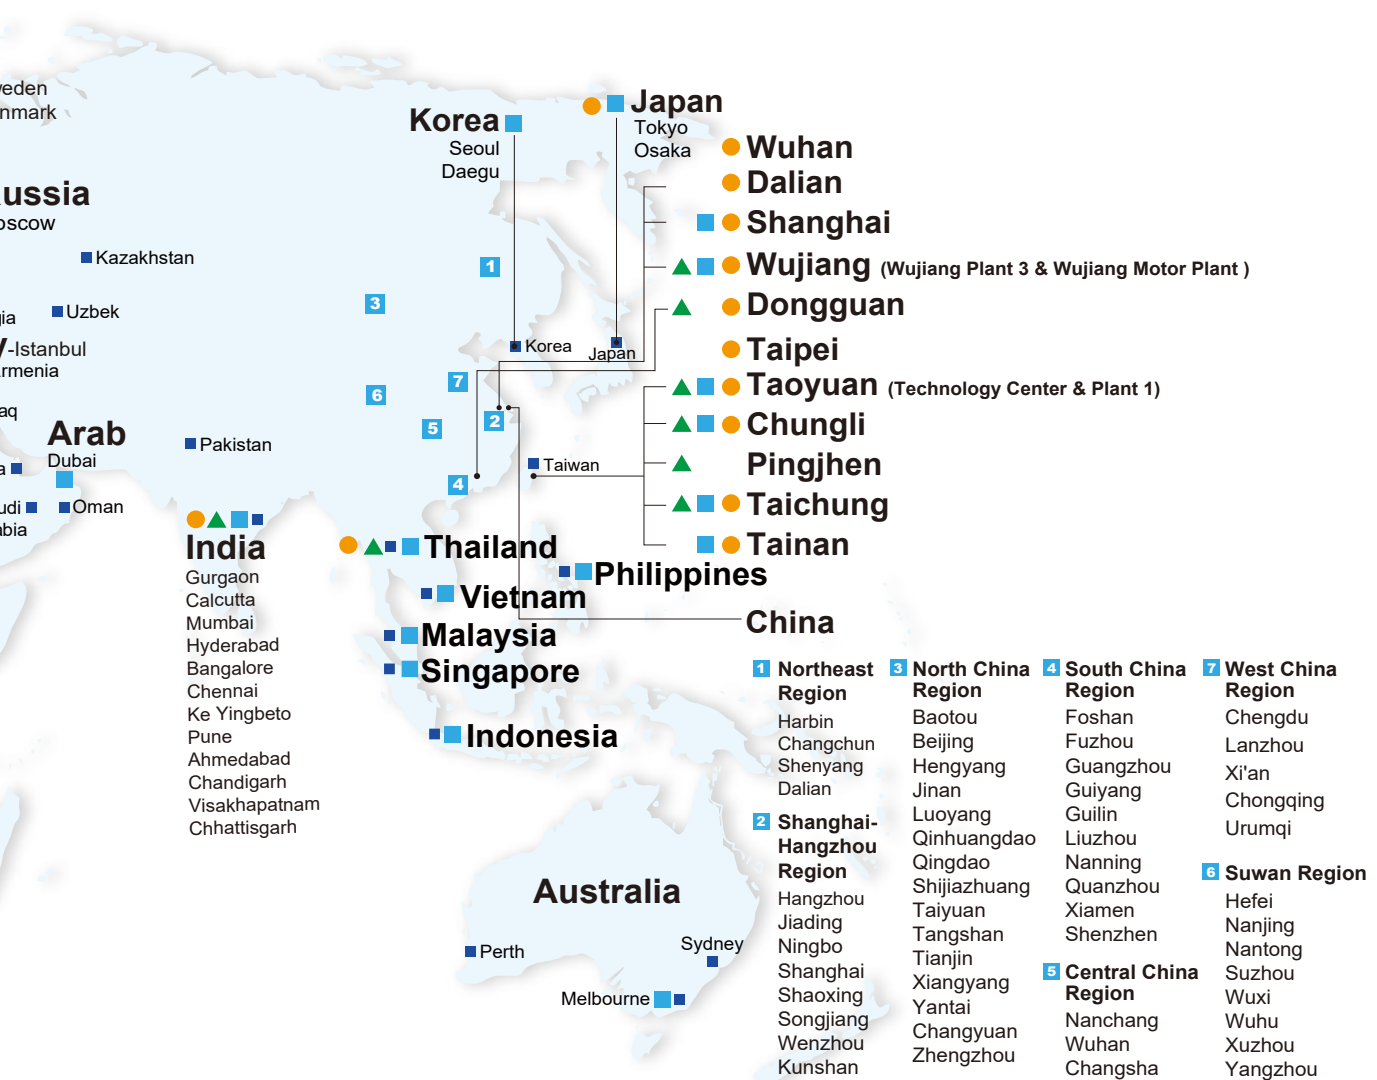 Korea
Seoul
Daegu
Japan
Tokyo
Osaka
Wuhan
Dalian
Shanghai
Wujiang (Wujiang Plant 3 & Wujiang Motor Plant )
Dongguan
Taipei
Taoyuan (Technology Center & Plant 1)
Chungli
Pingjhen
Taichung
Tainan
Kazakhstan
Uzbek
-Istanbul
Arab
Dubai
Oman
Pakistan
Korea
Japan
Taiwan
1
3
7
6
5
2
4
India
Gurgaon
Calcutta
Mumbai
Hyderabad
Bangalore
Chennai
Ke Yingbeto
Pune
Ahmedabad
Chandigarh
Visakhapatnam
Chhattisgarh
Thailand
Vietnam
Malaysia
Singapore
Indonesia
Philippines
Australia
Perth
Sydney
Melbourne
China
1 Northeast
Region
Harbin
Changchun
Shenyang
Dalian
2 Shanghai-
Hangzhou
Region
Hangzhou
Jiading
Ningbo
Shanghai
Shaoxing
Songjiang
Wenzhou
Kunshan
3 North China
Region
Baotou
Beijing
Hengyang
Jinan
Luoyang
Qinhuangdao
Qingdao
Shijiazhuang
Taiyuan
Tangshan
Tianjin
Xiangyang
Yantai
Changyuan
Zhengzhou
4 South China
Region
Foshan
Fuzhou
Guangzhou
Guiyang
Guilin
Liuzhou
Nanning
Quanzhou
Xiamen
Shenzhen
5 Central China
Region
Nanchang
Wuhan
Changsha
7 West China
Region
Chengdu
Lanzhou
Xi'an
Chongqing
Urumqi
6 Suwan Region
Hefei
Nanjing
Nantong
Suzhou
Wuxi
Wuhu
Xuzhou
Yangzhou